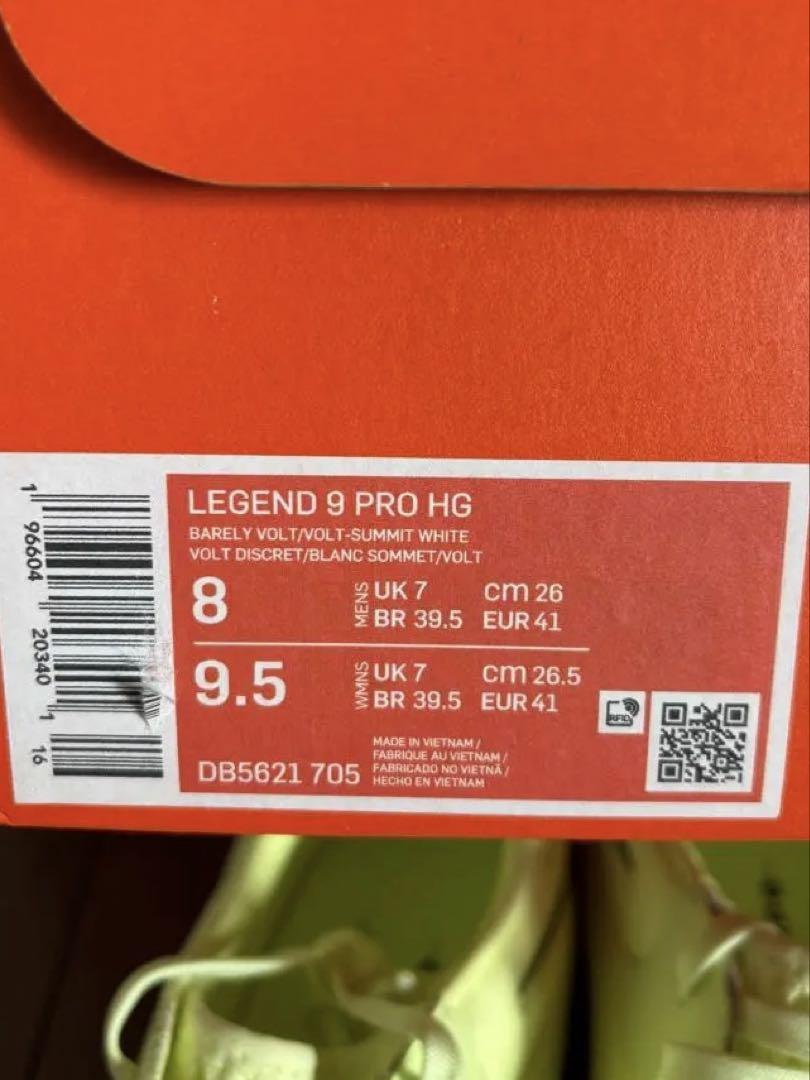 LEGEND 9 PRO HG
BARELY VOLT/VOLT-SUMMIT WHITE
VOLT DISCRET/BLANC SOMMET/VOLT
8
MENS
UK 7 cm 26
BR 39.5 EUR 41
9.5
WMNS
UK 7 cm 26.5
BR 39.5 EUR 41
RFID
DB5621 705
MADE IN VIETNAM /
FABRIQUE AU VIETNAM /
FABRICADO NO VIETNÃ /
HECHO EN VIETNAM
1 96604 20340 1 16